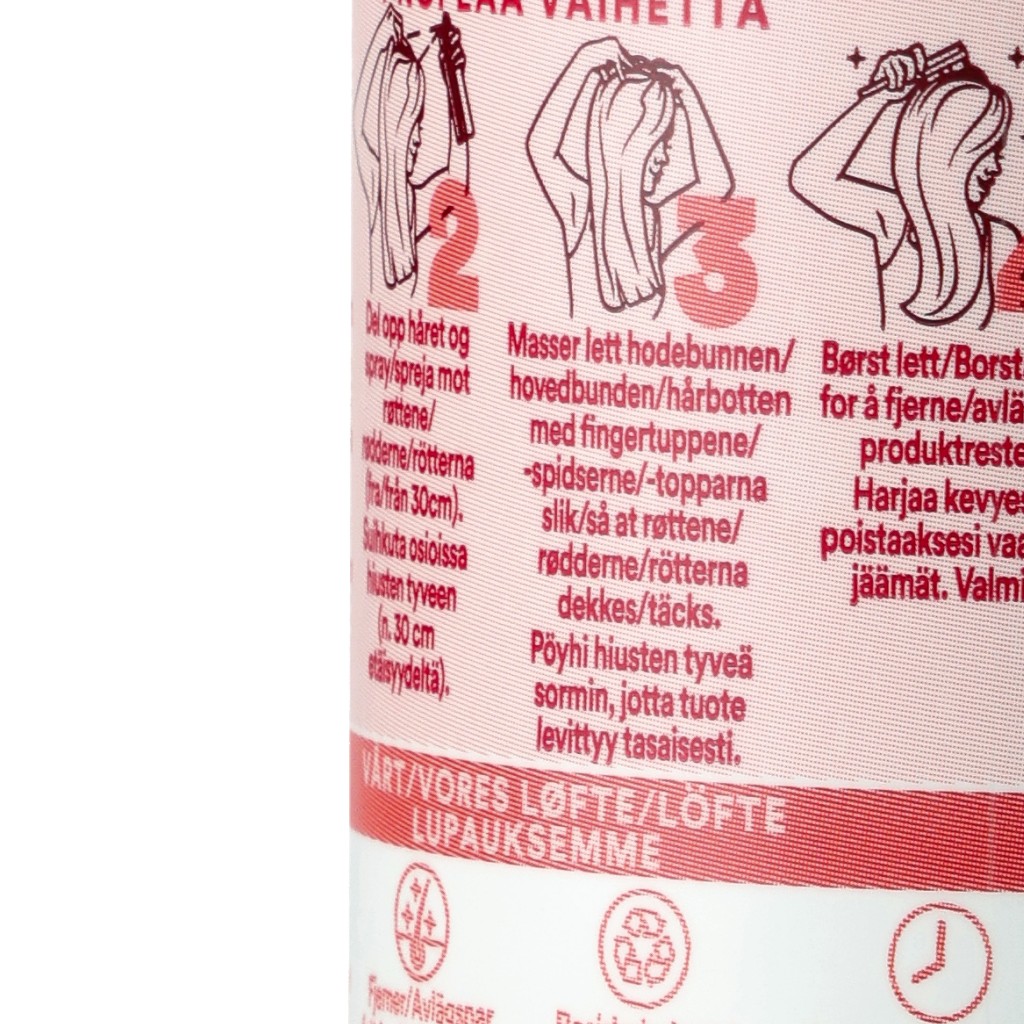 VAIHETTA
2
Del opp håret og
spray/spreja mot
røttene/
rødderne/rötterna
(fra/från 30cm).
Suihkuta osioissa
hiusten tyveen
(n. 30 cm
etäisyydeltä).
3
Masser lett hodebunnen/
hovedbunden/hårbotten
med fingertuppene/
-spidserne/-topparna
slik/så at røttene/
rødderne/rötterna
dekkes/täcks.
Pöyhi hiusten tyveä
sormin, jotta tuote
levittyy tasaisesti.
Børst lett/Borst
for å fjerne/avlä
produktreste
Harjaa kevye
poistaaksesi vaa
jäämät. Valmi
VÅRT/VORES LØFTE/LÖFTE
LUPAUKSEMME
Fjerner/Avlägsnar